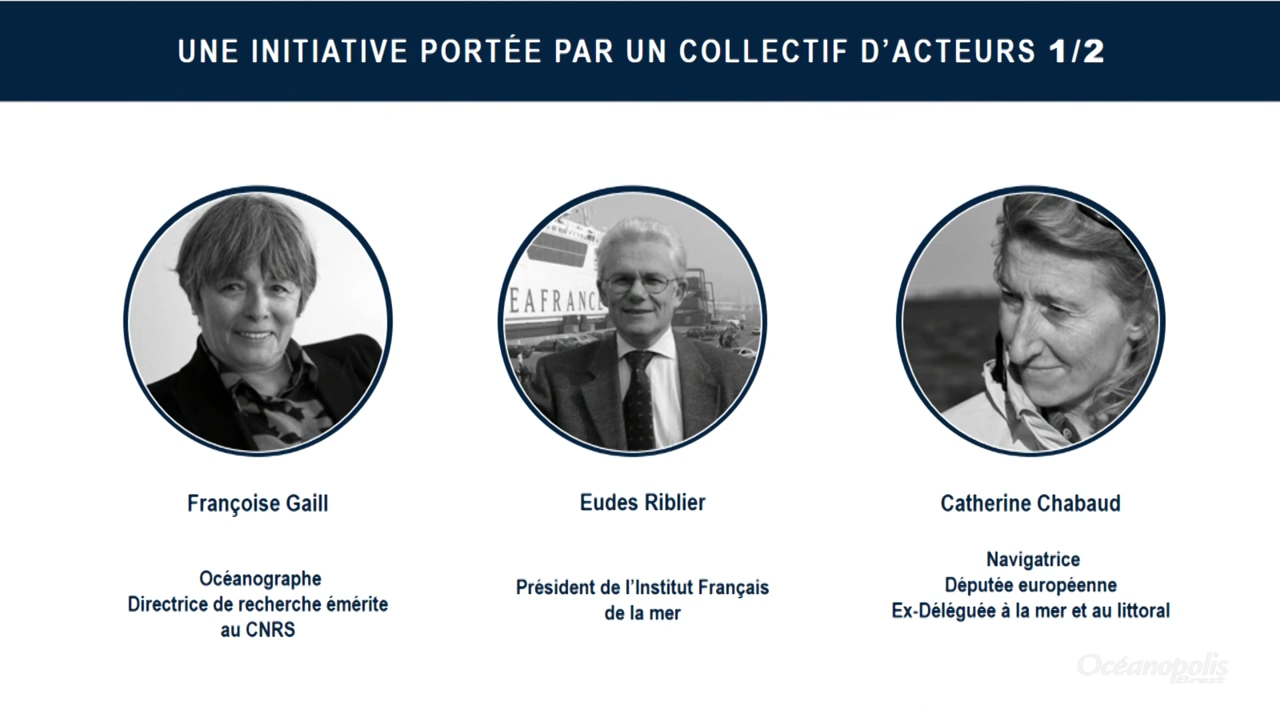 UNE INITIATIVE PORTÉE PAR UN COLLECTIF D’ACTEURS 1/2
EAFRANC
Françoise Gaill
Eudes Riblier
Catherine Chabaud
Océanographe
Directrice de recherche émérite
au CNRS
Président de l’Institut Français
de la mer
Navigatrice
Députée européenne
Ex-Déléguée à la mer et au littoral
Océanopolis
Brest